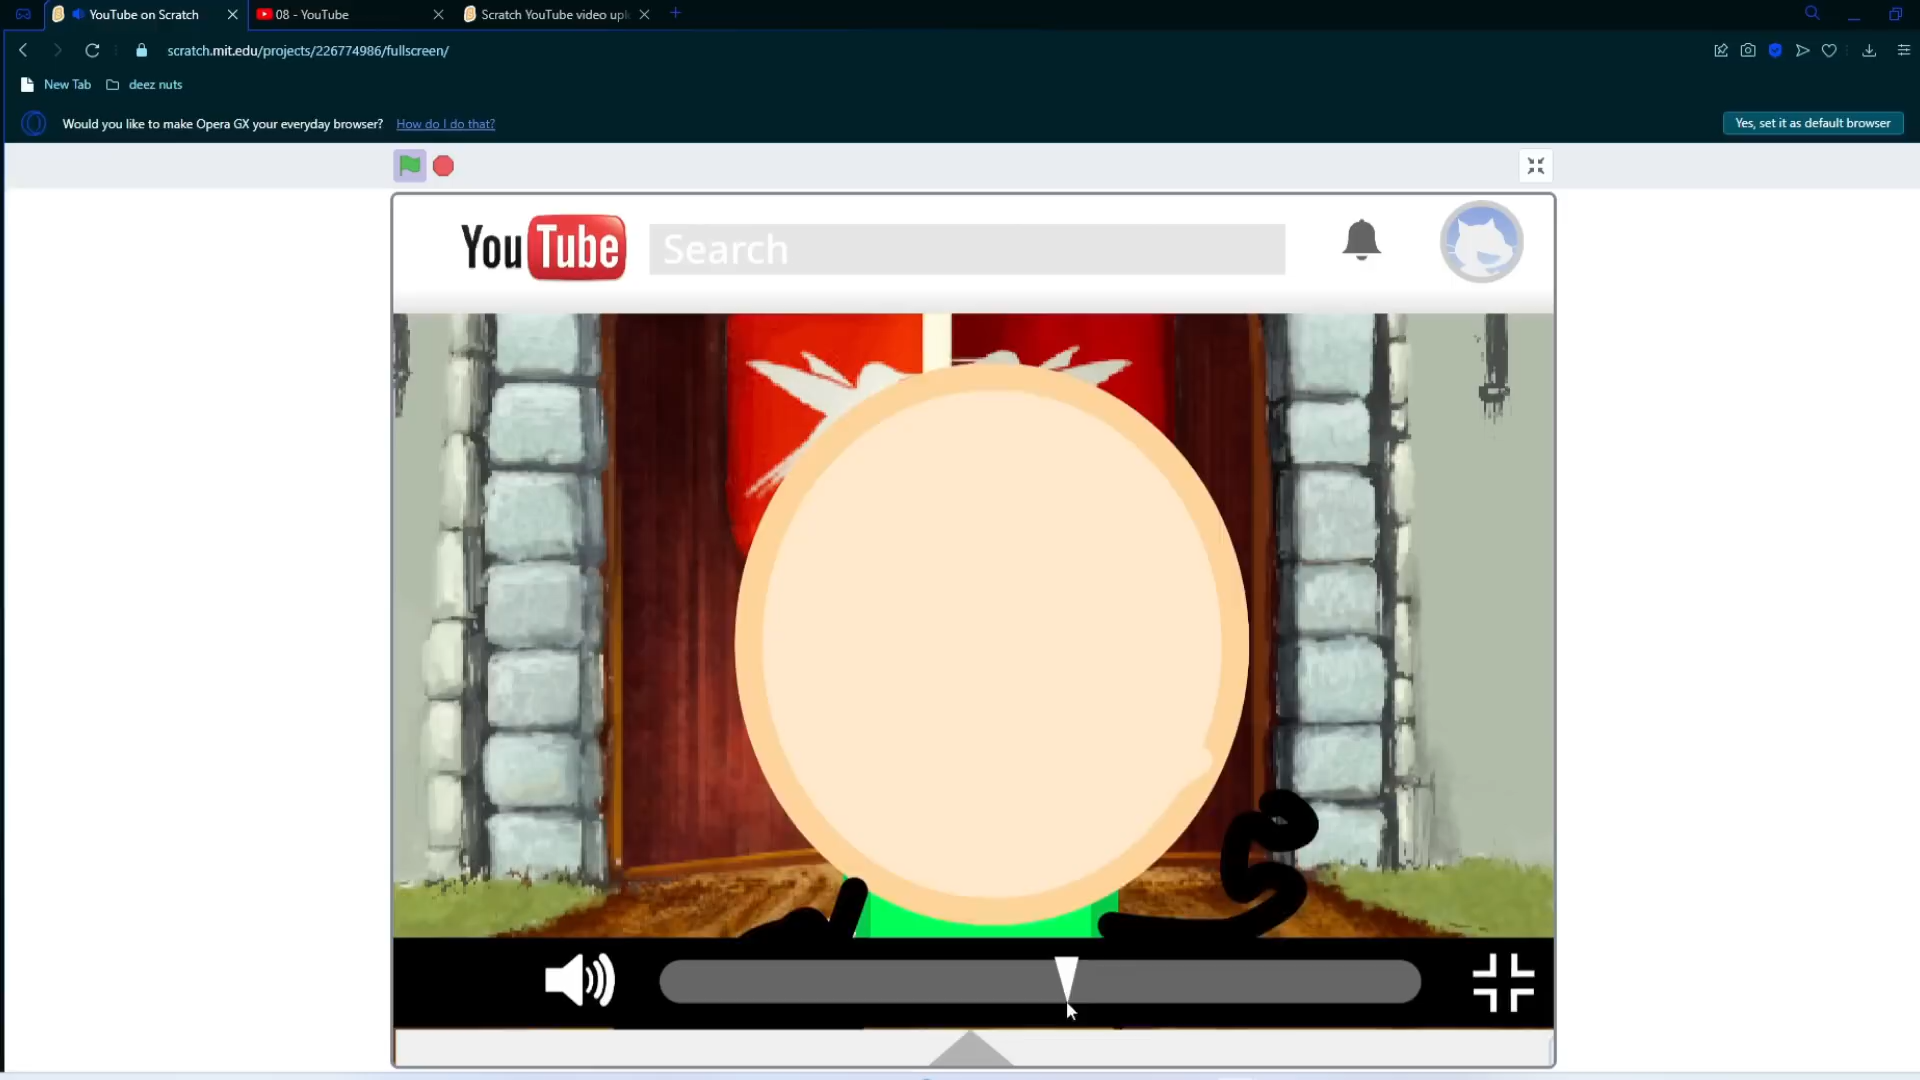 YouTube on Scratch
08 - YouTube
Scratch YouTube video upl
scratch.mit.edu/projects/226774986/fullscreen/
New Tab
deez nuts
Would you like to make Opera GX your everyday browser? How do I do that?
Yes, set it as default browser
YouTube
Search